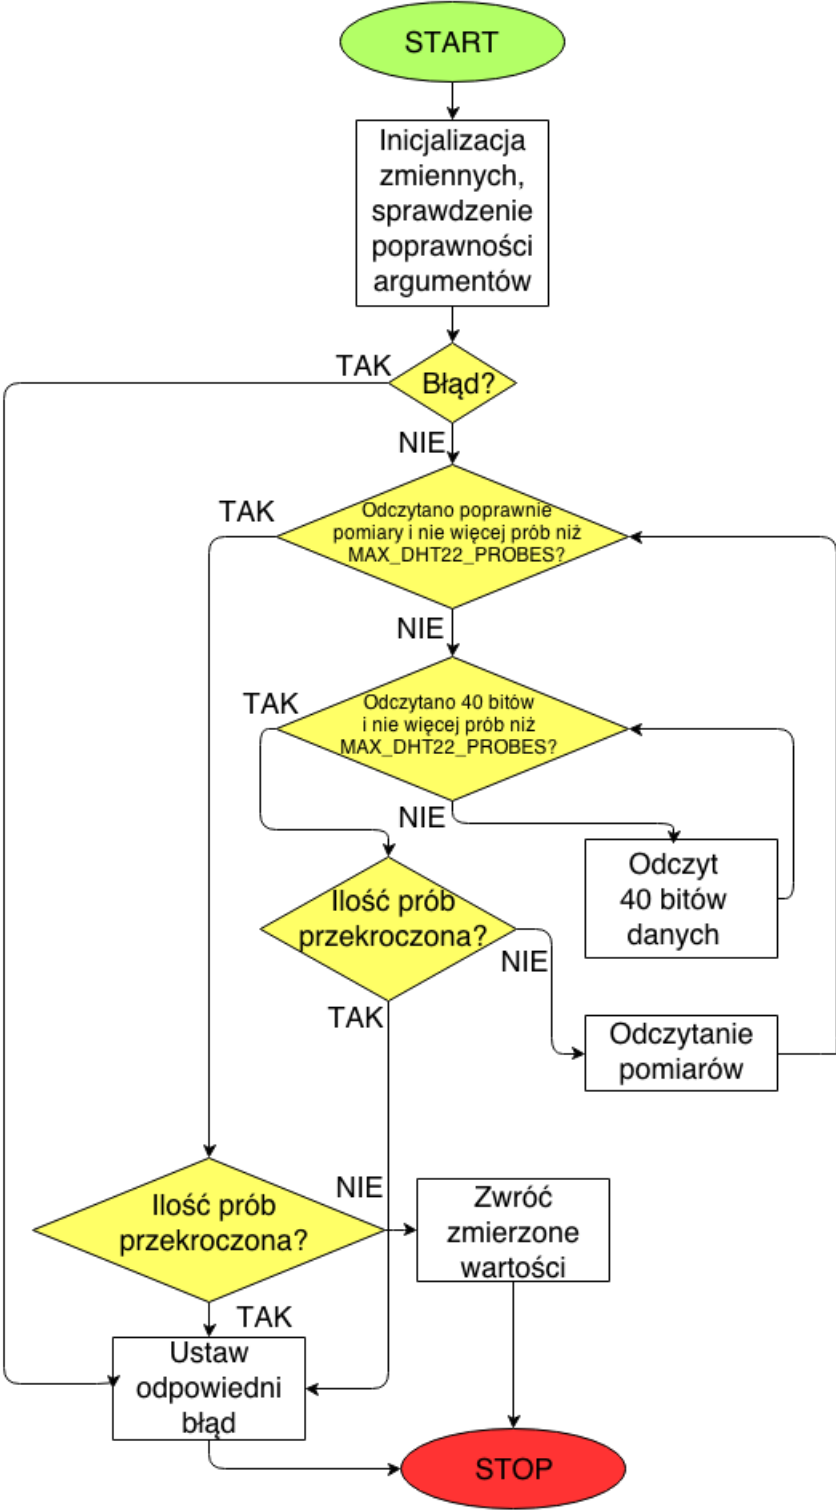 START
Inicjalizacja
zmiennych,
sprawdzenie
poprawności
argumentów
TAK
Błąd?
NIE
TAK
Odczytano poprawnie
pomiary i nie więcej prób niż
MAX_DHT22_PROBES?
NIE
TAK
Odczytano 40 bitów
i nie więcej prób niż
MAX_DHT22_PROBES?
NIE
Odczyt
40 bitów
danych
Ilość prób
przekroczona?
NIE
TAK
Odczytanie
pomiarów
Ilość prób
przekroczona?
NIE
Zwróć
zmierzone
wartości
TAK
Ustaw
odpowiedni
błąd
STOP